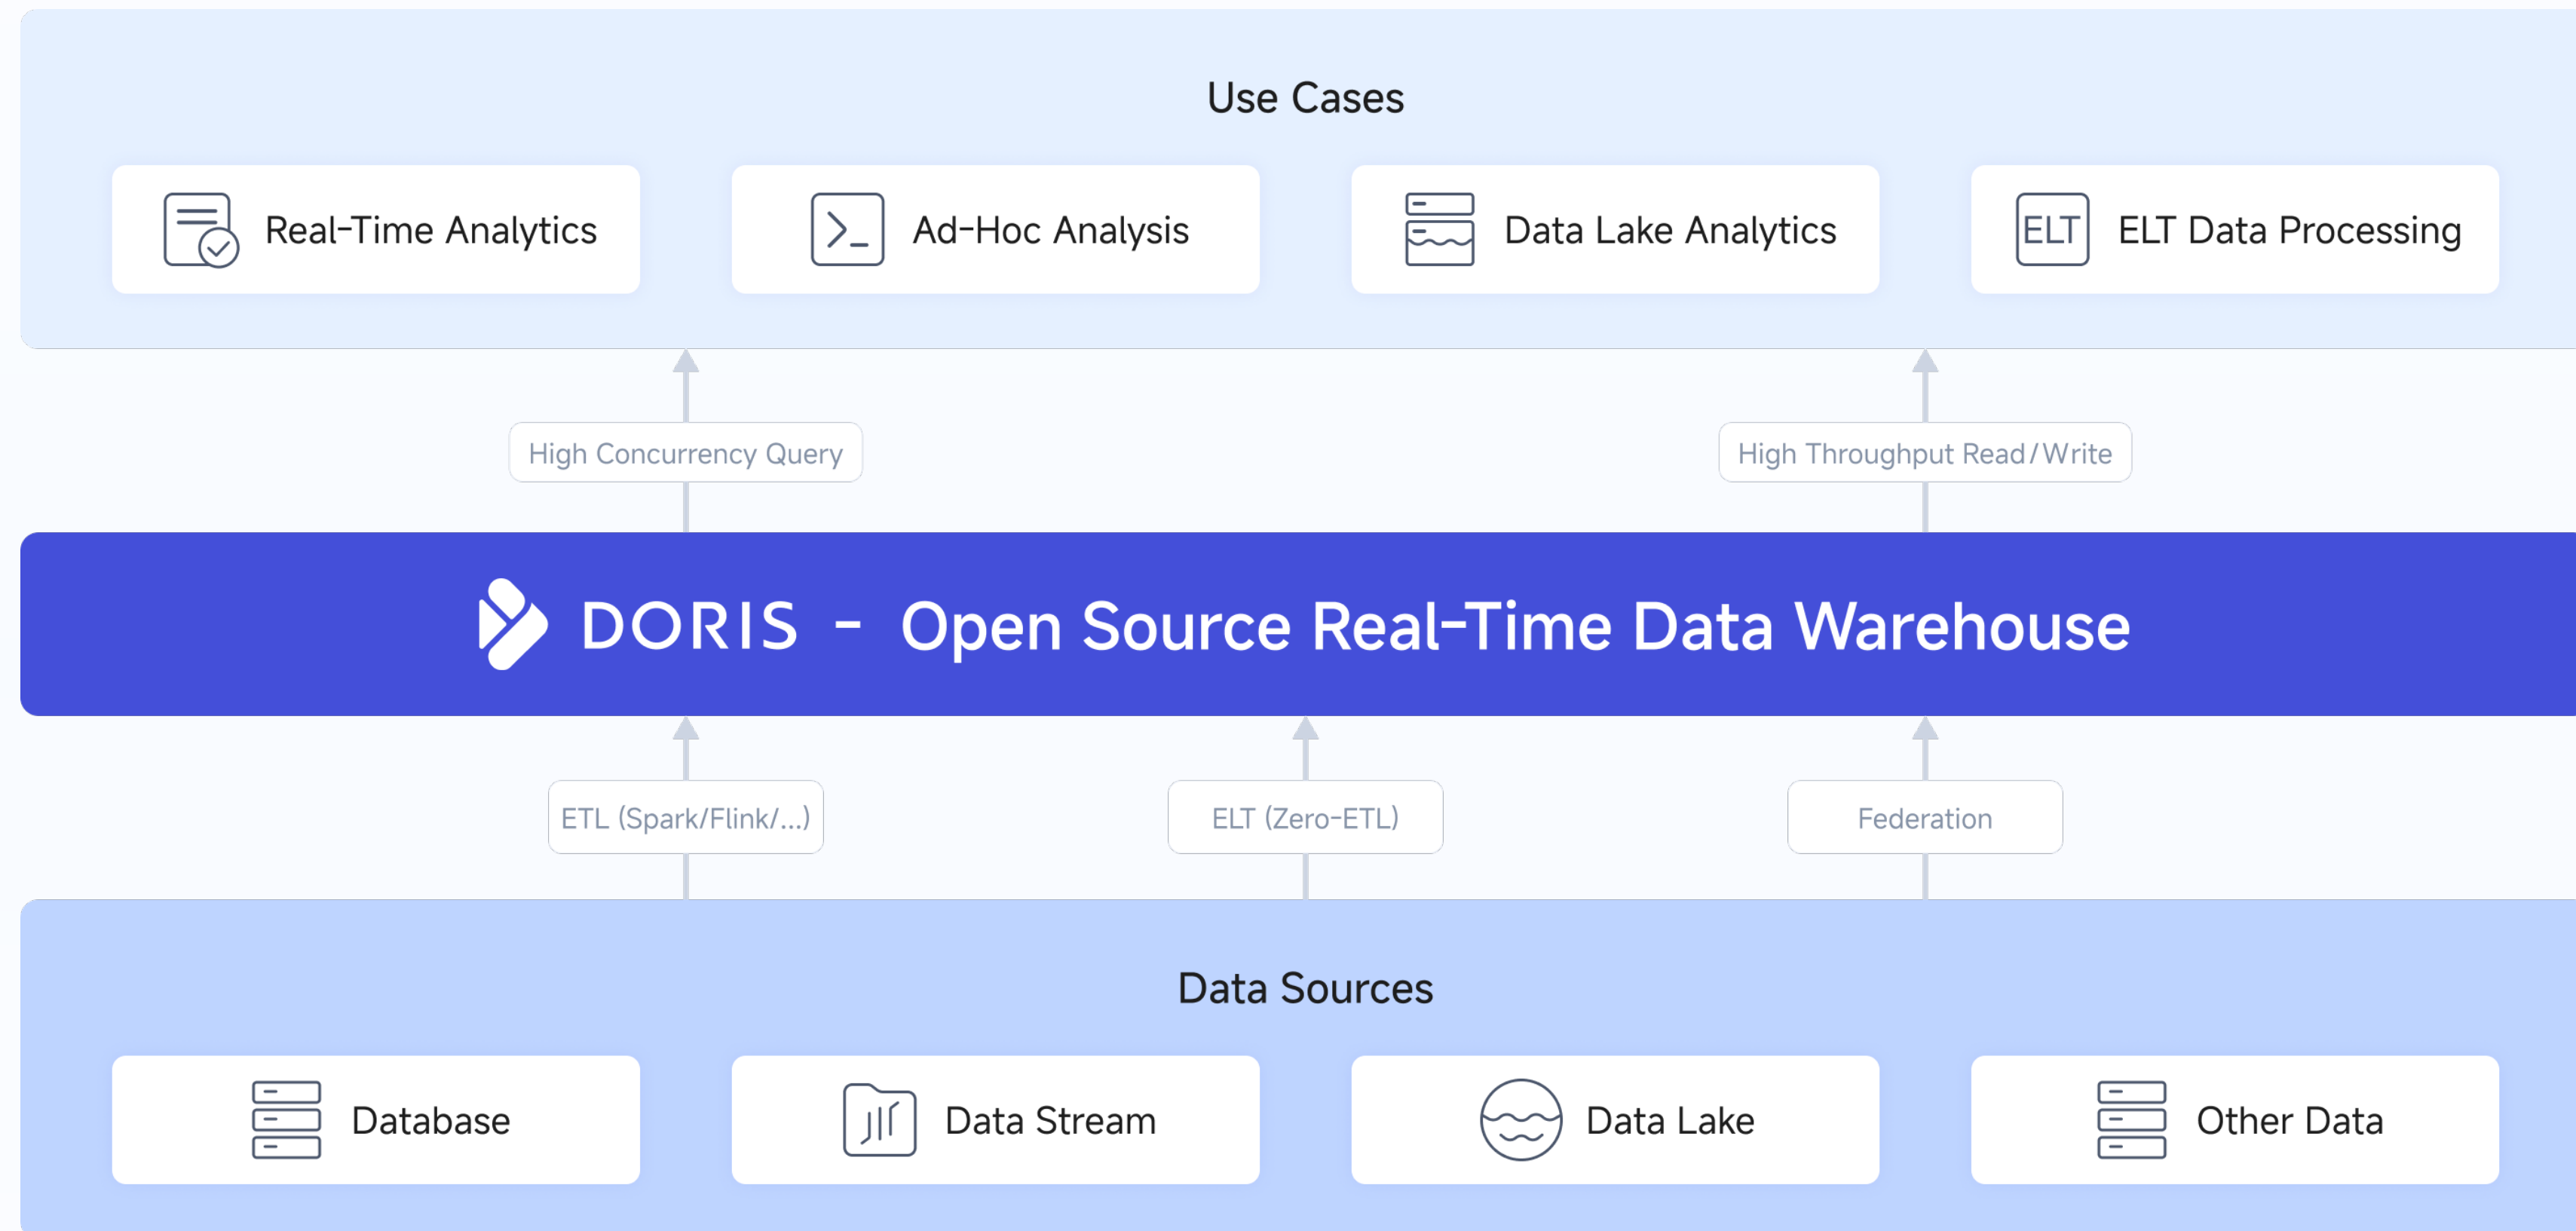 Use Cases
Real-Time Analytics
Ad-Hoc Analysis
Data Lake Analytics
ELT
ELT Data Processing
High Concurrency Query
High Throughput Read/Write
DORIS - Open Source Real-Time Data Warehouse
ETL (Spark/Flink/...)
ELT (Zero-ETL)
Federation
Data Sources
Database
Data Stream
Data Lake
Other Data